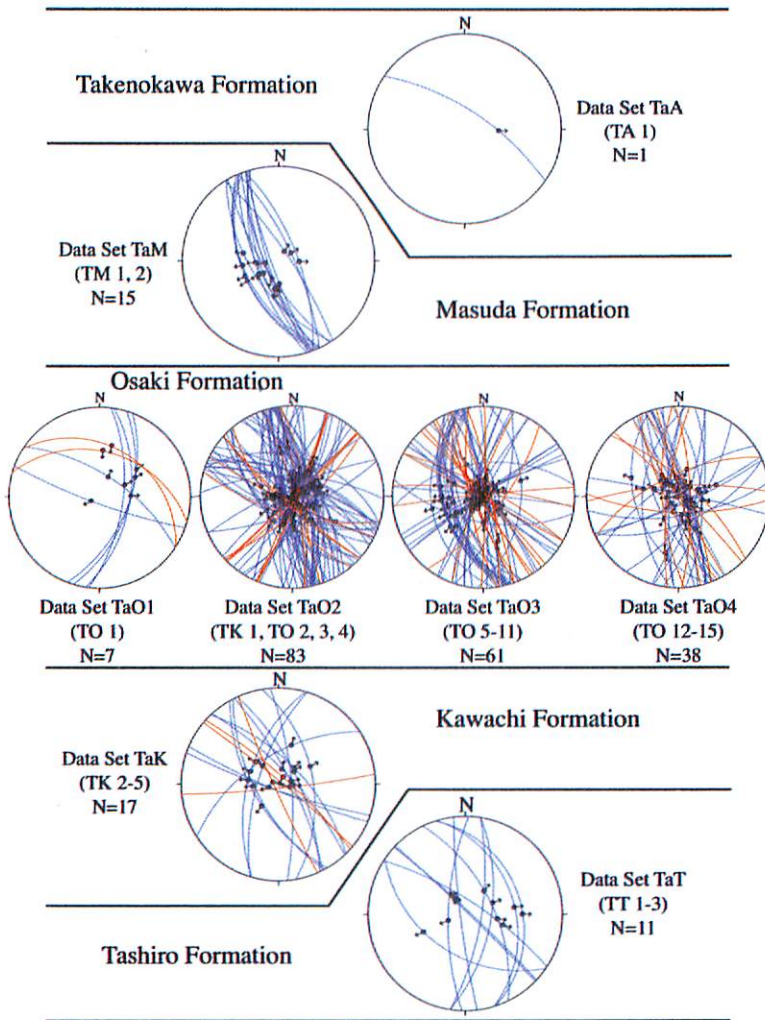 N
Takenokawa Formation
Data Set TaA
(TA 1)
N=1
N
Data Set TaM
(TM 1, 2)
N=15
Masuda Formation
Osaki Formation
N
N
N
N
Data Set TaO1
(TO 1)
N=7
Data Set TaO2
(TK 1, TO 2, 3, 4)
N=83
Data Set TaO3
(TO 5-11)
N=61
Data Set TaO4
(TO 12-15)
N=38
N
Kawachi Formation
Data Set TaK
(TK 2-5)
N=17
N
Data Set TaT
(TT 1-3)
N=11
Tashiro Formation